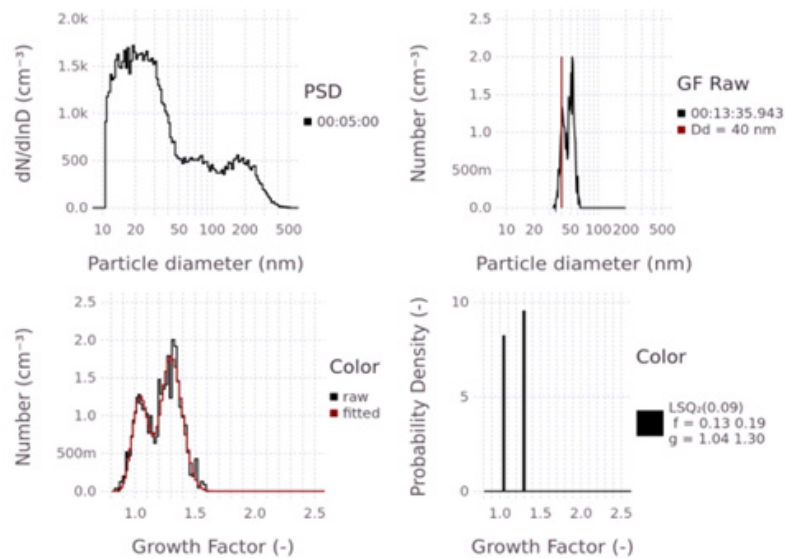 2.0k
1.5k
1.0k
500
0.0
dN/dlnD (cm⁻³)
10 20 50 100 200 500
Particle diameter (nm)
PSD
00:05:00
2.5
2.0
1.5
1.0
500m
0.0
Number (cm⁻³)
10 20 50 100 200 500
Particle diameter (nm)
GF Raw
00:13:35.943
Dd = 40 nm
2.5
2.0
1.5
1.0
500m
0.0
Number (cm⁻³)
1.0 1.5 2.0 2.5
Growth Factor (-)
Color
raw
fitted
10
5
0
Probability Density (-)
1.0 1.5 2.0 2.5
Growth Factor (-)
Color
LSQ₂(0.09)
f = 0.13 0.19
g = 1.04 1.30